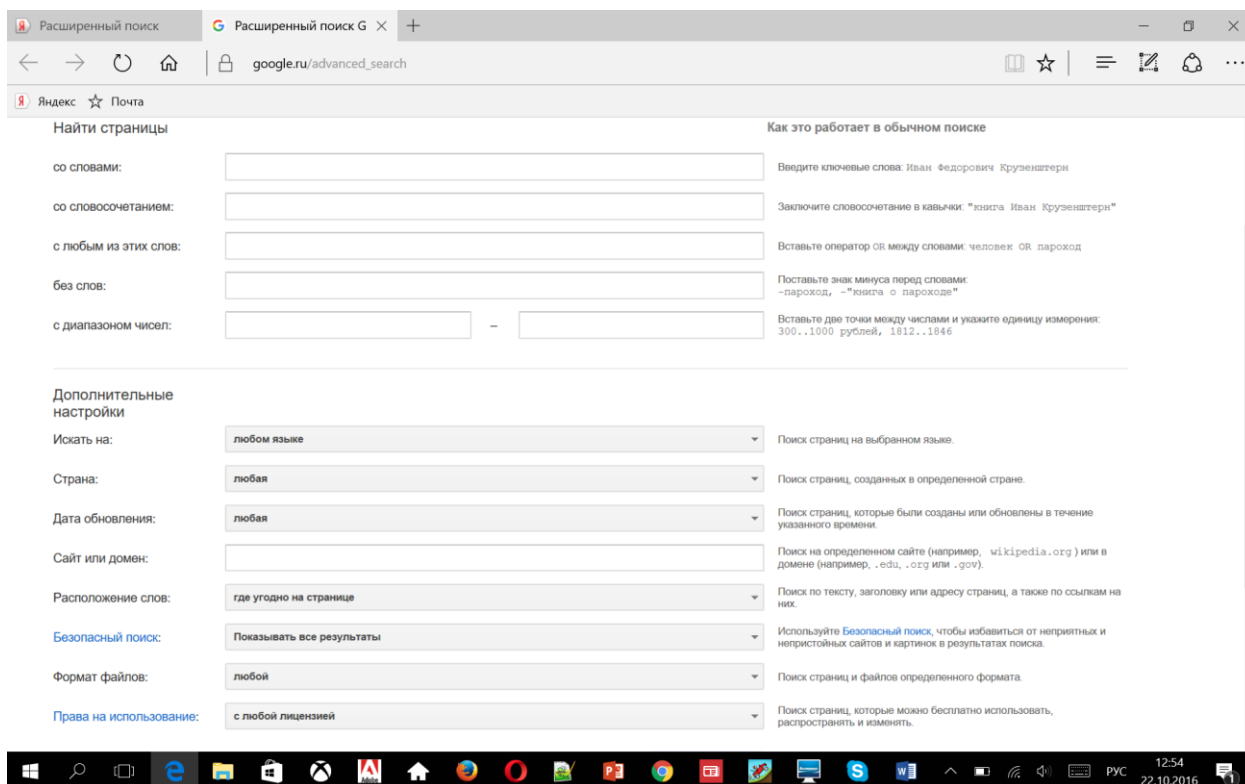 Расширенный поиск
Расширенный поиск G
google.ru/advanced_search
Яндекс
Почта
Найти страницы
Как это работает в обычном поиске
со словами:
Введите ключевые слова: Иван Федорович Крузенштерн
со словосочетанием:
Заключите словосочетание в кавычки: "книга Иван Крузенштерн"
с любым из этих слов:
Вставьте оператор OR между словами: человек OR пароход
без слов:
Поставьте знак минуса перед словами:
-пароход, -"книга о пароходе"
с диапазоном чисел:
–
Вставьте две точки между числами и укажите единицу измерения:
300..1000 рублей, 1812..1846
Дополнительные
настройки
Искать на:
любом языке
Поиск страниц на выбранном языке.
Страна:
любая
Поиск страниц, созданных в определенной стране.
Дата обновления:
любая
Поиск страниц, которые были созданы или обновлены в течение
указанного времени.
Сайт или домен:
Поиск на определенном сайте (например, wikipedia.org ) или в
домене (например, .edu, .org или .gov).
Расположение слов:
где угодно на странице
Поиск по тексту, заголовку или адресу страниц, а также по ссылкам на
них.
Безопасный поиск:
Показывать все результаты
Используйте Безопасный поиск, чтобы избавиться от неприятных и
непристойных сайтов и картинок в результатах поиска.
Формат файлов:
любой
Поиск страниц и файлов определенного формата.
Права на использование:
с любой лицензией
Поиск страниц, которые можно бесплатно использовать,
распространять и изменять.
РУС
12:54
22.10.2016